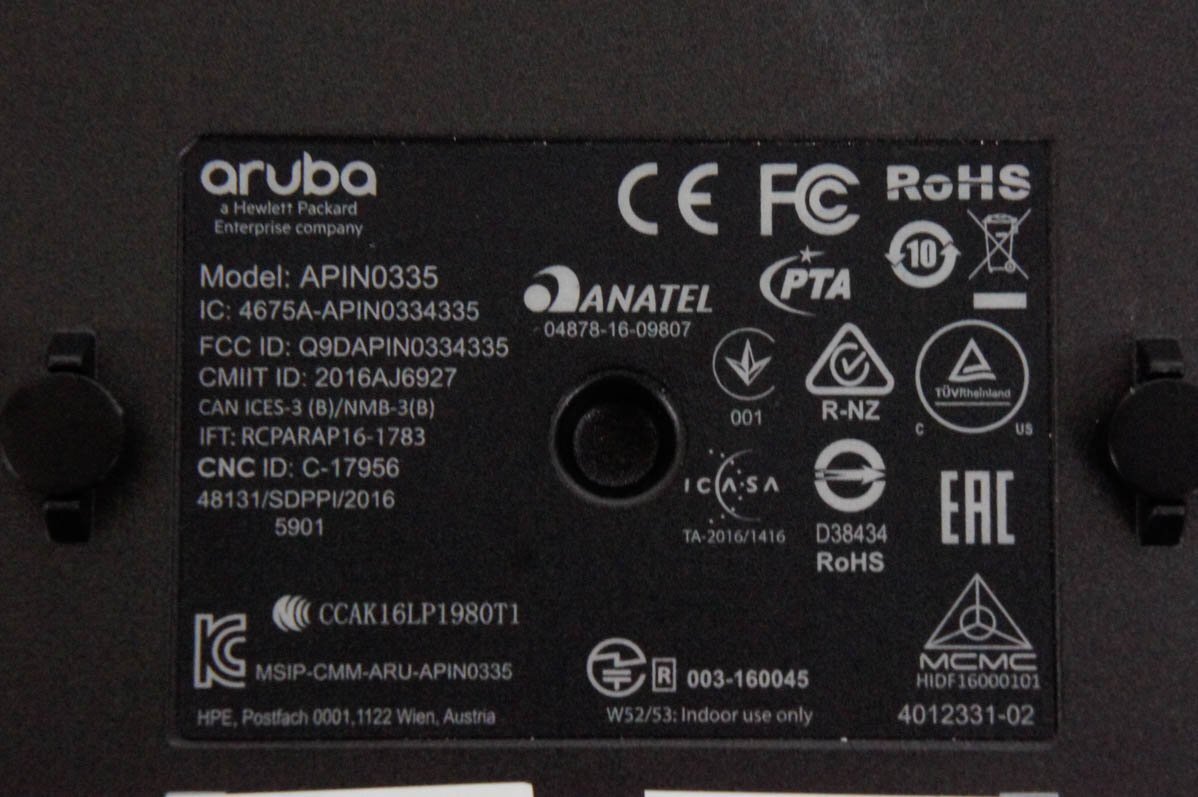 aruba
a Hewlett Packard
Enterprise company
Model: APIN0335
IC: 4675A-APIN0334335
FCC ID: Q9DAPIN0334335
CMIIT ID: 2016AJ6927
CAN ICES-3 (B)/NMB-3(B)
IFT: RCPARAP16-1783
CNC ID: C-17956
48131/SDPPI/2016
5901
CCAK16LP1980T1
MSIP-CMM-ARU-APIN0335
HPE, Postfach 0001,1122 Wien, Austria
CE FC RoHS
10
ANATEL
04878-16-09807
PTA
001
R-NZ
TÜVRheinland
C US
ICASA
TA-2016/1416
D38434
RoHS
EAC
R 003-160045
W52/53: Indoor use only
MCMC
HIDF16000101
4012331-02